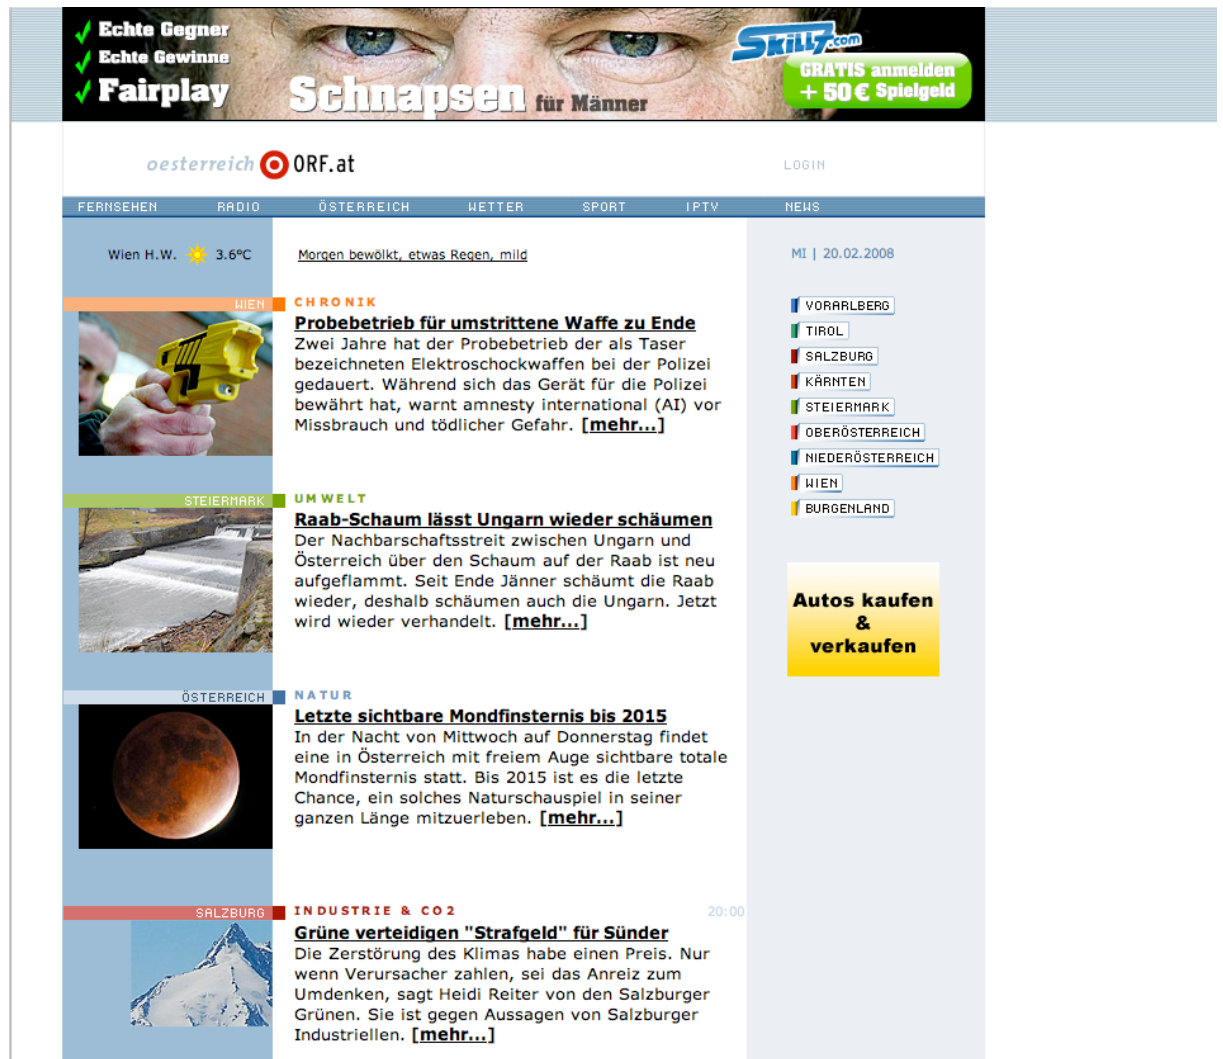 Echte Gegner
Echte Gewinne
Fairplay
Schnapsen für Männer
Skill7.com
GRATIS anmelden
+ 50 € Spielgeld
oesterreich ORF.at
LOGIN
FERNSEHEN RADIO ÖSTERREICH WETTER SPORT IPTV NEWS
Wien H.W. 3.6°C
Morgen bewölkt, etwas Regen, mild
MI | 20.02.2008
WIEN
CHRONIK
Probebetrieb für umstrittene Waffe zu Ende
Zwei Jahre hat der Probebetrieb der als Taser
bezeichneten Elektroschockwaffen bei der Polizei
gedauert. Während sich das Gerät für die Polizei
bewährt hat, warnt amnesty international (AI) vor
Missbrauch und tödlicher Gefahr. [mehr...]
STEIERMARK
UMWELT
Raab-Schaum lässt Ungarn wieder schäumen
Der Nachbarschaftsstreit zwischen Ungarn und
Österreich über den Schaum auf der Raab ist neu
aufgeflammt. Seit Ende Jänner schäumt die Raab
wieder, deshalb schäumen auch die Ungarn. Jetzt
wird wieder verhandelt. [mehr...]
ÖSTERREICH
NATUR
Letzte sichtbare Mondfinsternis bis 2015
In der Nacht von Mittwoch auf Donnerstag findet
eine in Österreich mit freiem Auge sichtbare totale
Mondfinsternis statt. Bis 2015 ist es die letzte
Chance, ein solches Naturschauspiel in seiner
ganzen Länge mitzuerleben. [mehr...]
SALZBURG
INDUSTRIE & CO2
20:00
Grüne verteidigen "Strafgeld" für Sünder
Die Zerstörung des Klimas habe einen Preis. Nur
wenn Verursacher zahlen, sei das Anreiz zum
Umdenken, sagt Heidi Reiter von den Salzburger
Grünen. Sie ist gegen Aussagen von Salzburger
Industriellen. [mehr...]
VORARLBERG
TIROL
SALZBURG
KÄRNTEN
STEIERMARK
OBERÖSTERREICH
NIEDERÖSTERREICH
WIEN
BURGENLAND
Autos kaufen
&
verkaufen